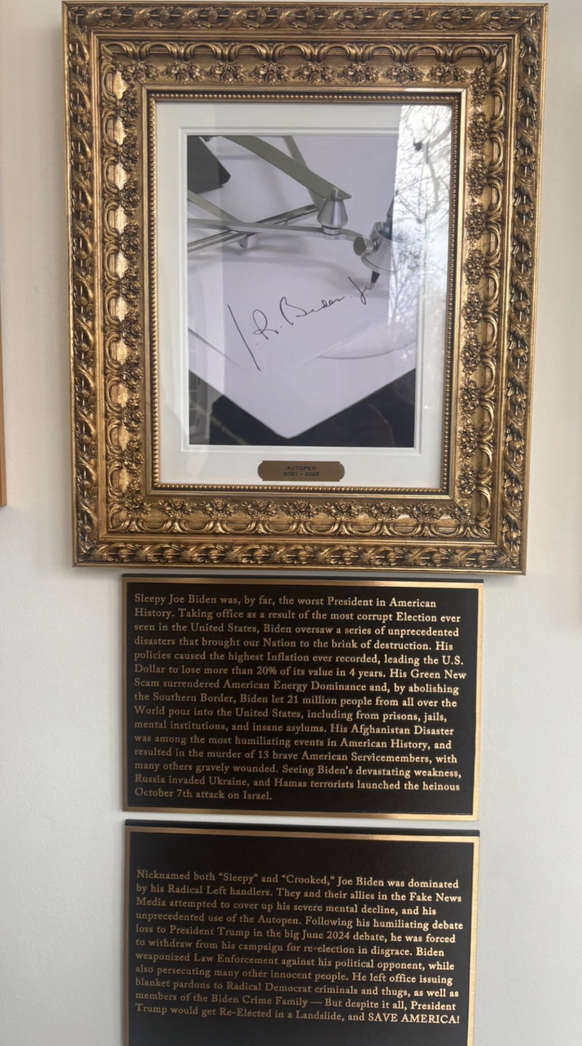 J.R. Biden Jr
AUTOPEN
2021 - 2025
Sleepy Joe Biden was, by far, the worst President in American
History. Taking office as a result of the most corrupt Election ever
seen in the United States, Biden oversaw a series of unprecedented
disasters that brought our Nation to the brink of destruction. His
policies caused the highest Inflation ever recorded, leading the U.S.
Dollar to lose more than 20% of its value in 4 years. His Green New
Scam surrendered American Energy Dominance and, by abolishing
the Southern Border, Biden let 21 million people from all over the
World pour into the United States, including from prisons, jails,
mental institutions, and insane asylums. His Afghanistan Disaster
was among the most humiliating events in American History, and
resulted in the murder of 13 brave American Servicemembers, with
many others gravely wounded. Seeing Biden's devastating weakness,
Russia invaded Ukraine, and Hamas terrorists launched the heinous
October 7th attack on Israel.
Nicknamed both "Sleepy" and "Crooked," Joe Biden was dominated
by his Radical Left handlers. They and their allies in the Fake News
Media attempted to cover up his severe mental decline, and his
unprecedented use of the Autopen. Following his humiliating debate
loss to President Trump in the big June 2024 debate, he was forced
to withdraw from his campaign for re-election in disgrace. Biden
weaponized Law Enforcement against his political opponent, while
also persecuting many other innocent people. He left office issuing
blanket pardons to Radical Democrat criminals and thugs, as well as
members of the Biden Crime Family — But despite it all, President
Trump would get Re-Elected in a Landslide, and SAVE AMERICA!